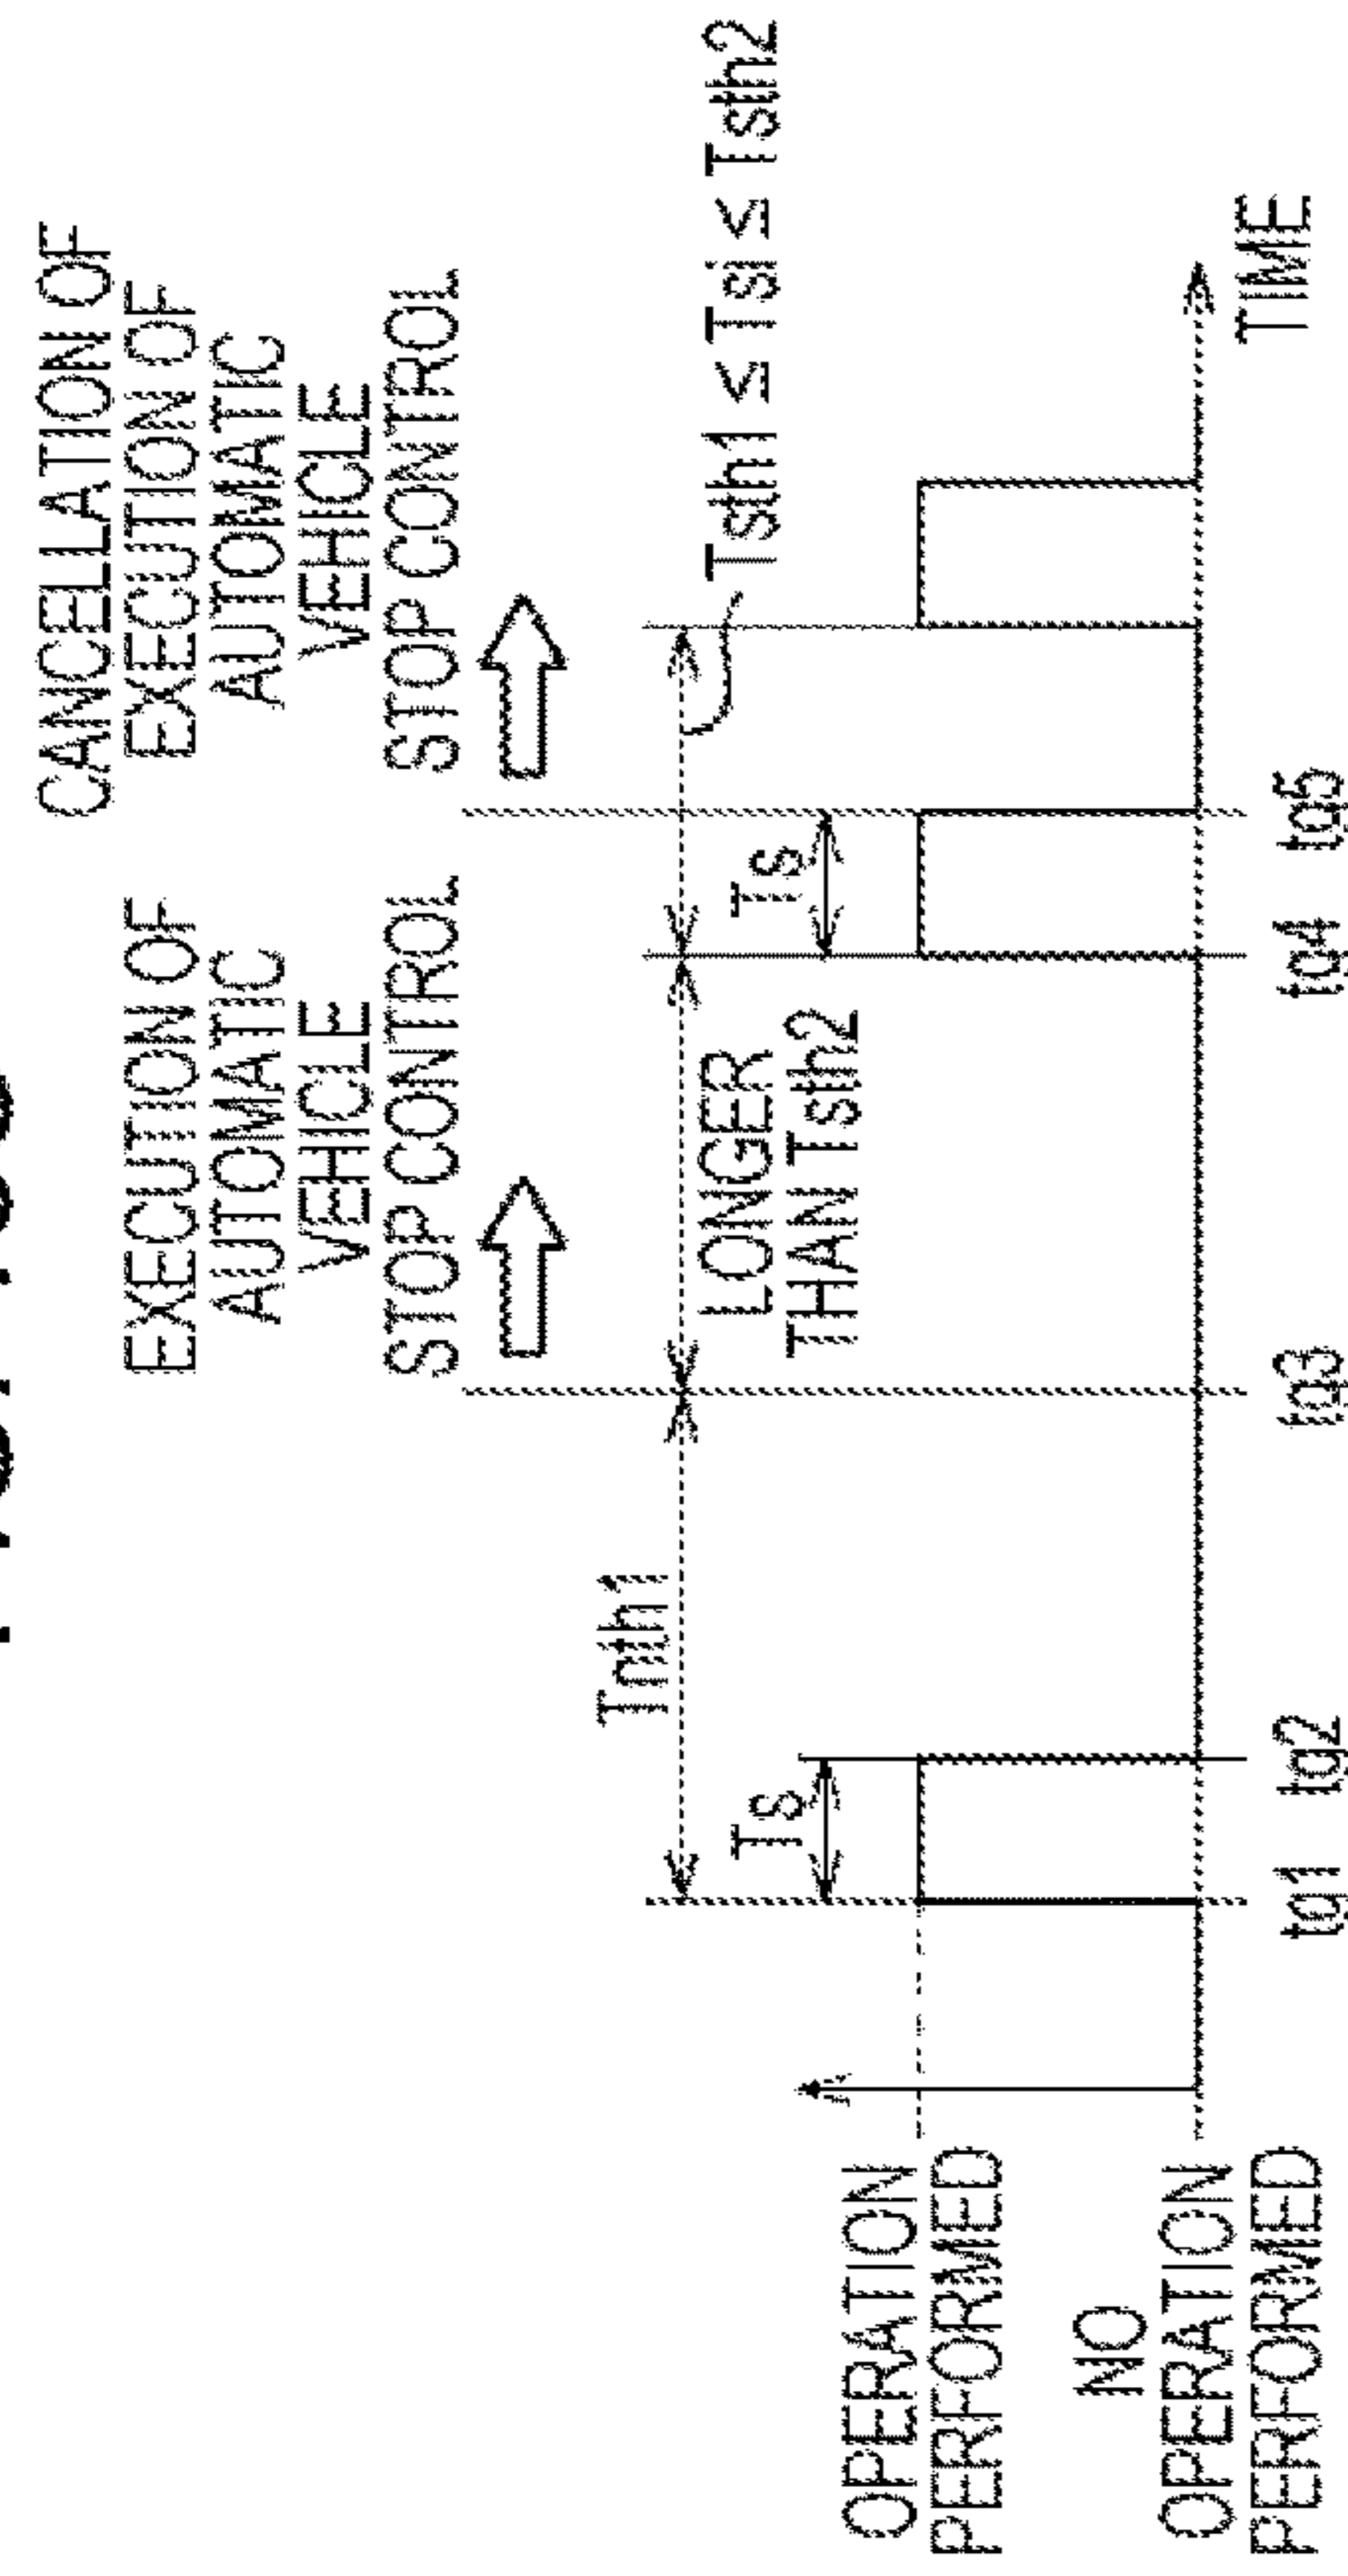 EXECUTION OF
AUTOMATIC
VEHICLE
STOP CONTROL
CANCELLATION OF
EXECUTION OF
AUTOMATIC
VEHICLE
STOP CONTROL
Tnth1
LONGER
THAN Tsth2
Tsth1 ≤ Tsi ≤ Tsth2
Ts
Ts
OPERATION
PERFORMED
NO
OPERATION
PERFORMED
TIME
tg1
tg2
tg3
tg4
tg5